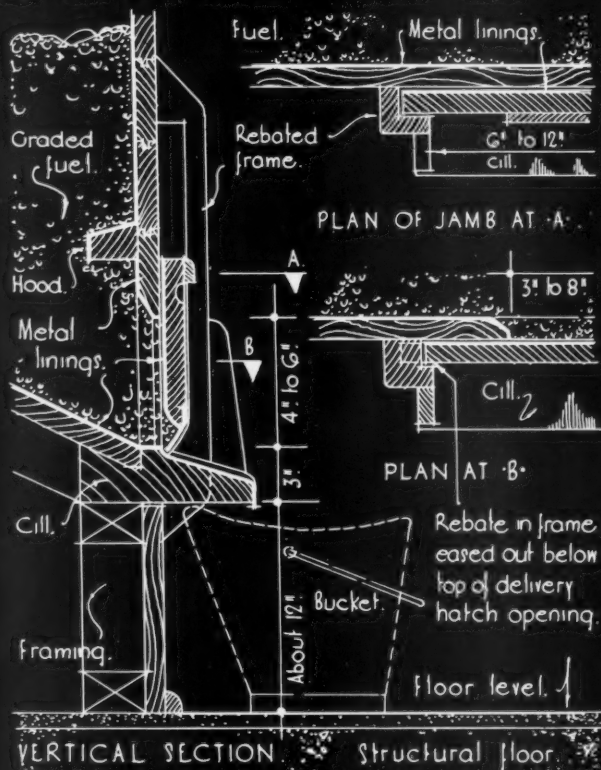 Fuel.
Metal linings.
Graded
fuel.
Rebated
frame.
6" to 12"
Cill.
PLAN OF JAMB AT ·A·
Hood.
A
3" to 8"
Metal
linings.
B
4" to 6"
Cill.
3"
PLAN AT ·B·
Cill.
Rebate in frame
eased out below
top of delivery
hatch opening.
Bucket.
About 12"
Framing.
Floor level.
VERTICAL SECTION
Structural floor